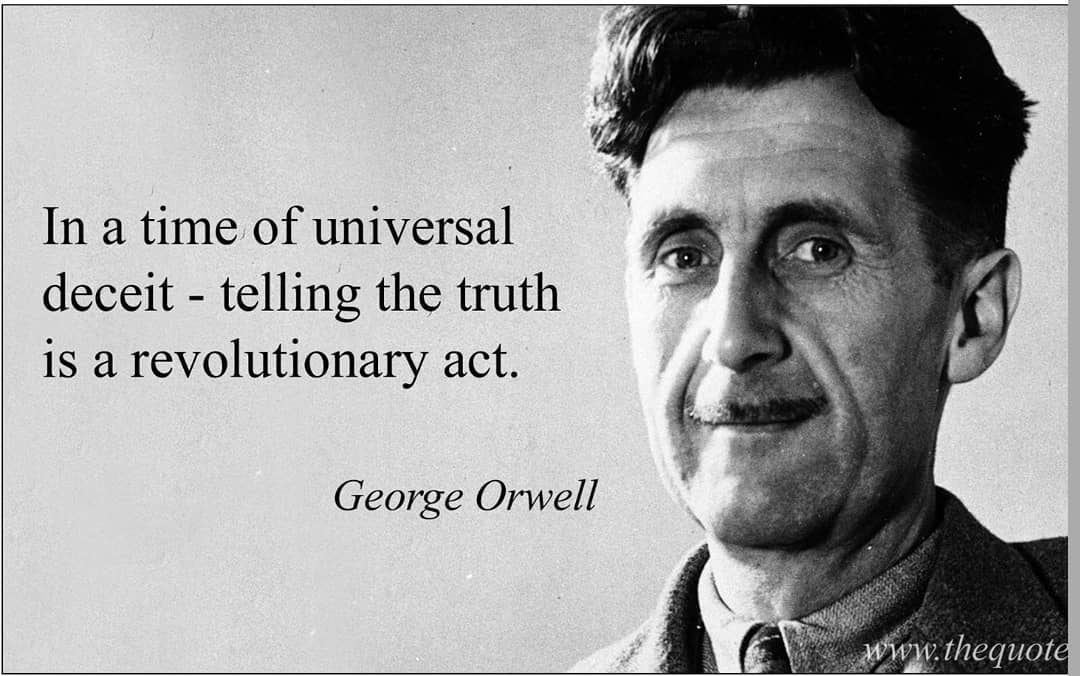 In a time of universal
deceit - telling the truth
is a revolutionary act.
George Orwell
www.thequote